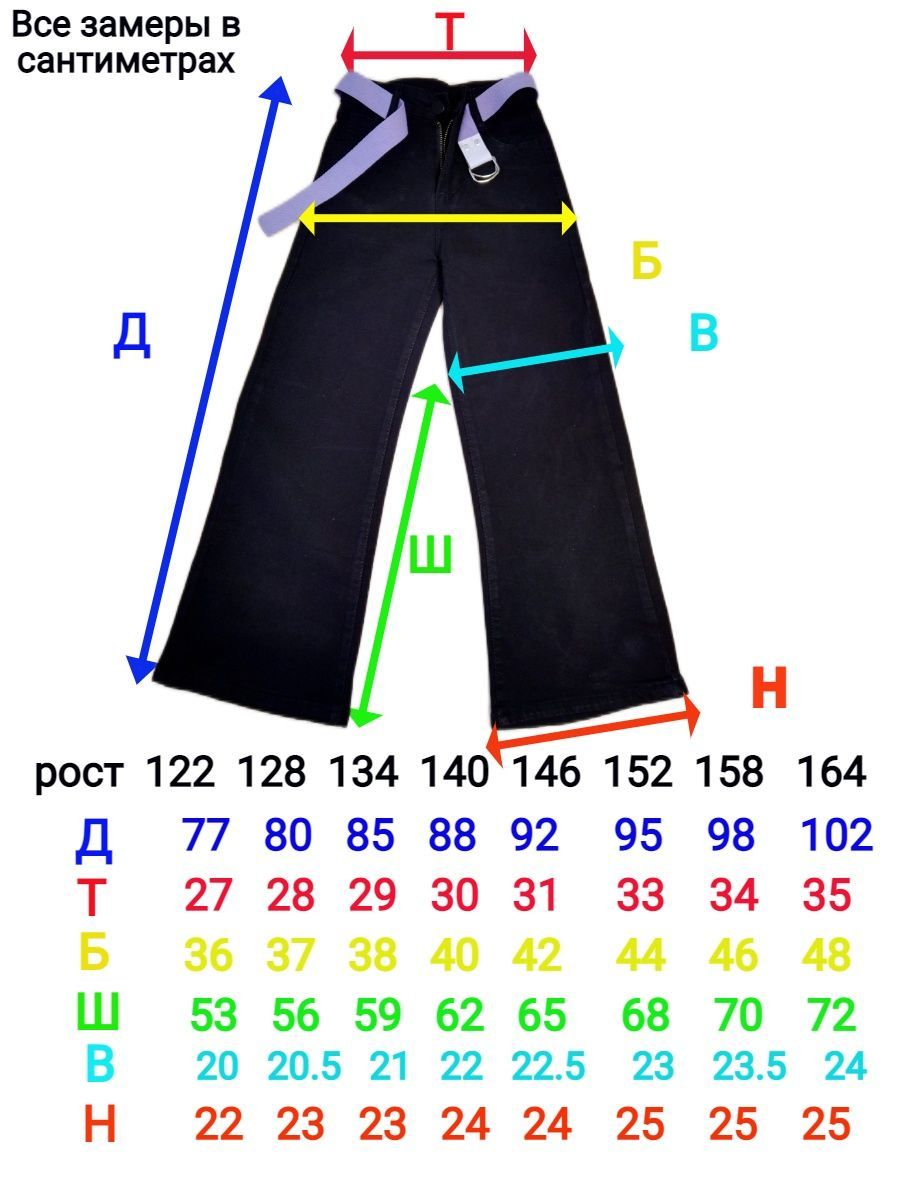 Все замеры в
сантиметрах
Т
Б
В
Д
Ш
Н
рост 122 128 134 140 146 152 158 164
Д 77 80 85 88 92 95 98 102
Т 27 28 29 30 31 33 34 35
Б 36 37 38 40 42 44 46 48
Ш 53 56 59 62 65 68 70 72
В 20 20.5 21 22 22.5 23 23.5 24
Н 22 23 23 24 24 25 25 25